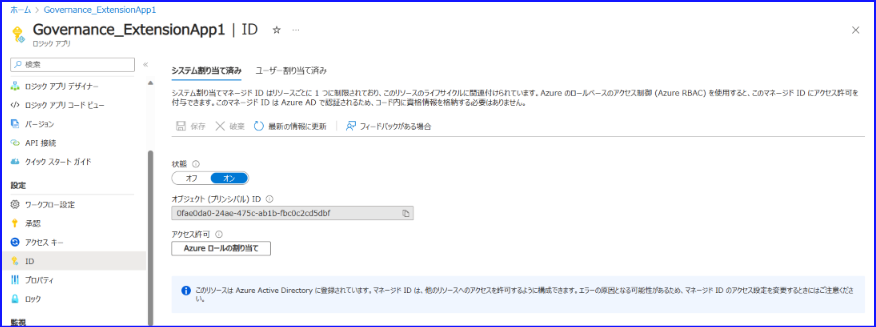 ホーム > Governance_ExtensionApp1
Governance_ExtensionApp1 | ID ☆ …
ロジック アプリ
検索
ロジック アプリ デザイナー
ロジック アプリ コード ビュー
バージョン
API 接続
クイック スタート ガイド
設定
ワークフロー設定
承認
アクセス キー
ID
プロパティ
ロック
監視
システム割り当て済み ユーザー割り当て済み
システム割り当てマネージド ID はリソースごとに 1 つに制限されており、このリソースのライフサイクルに関連付けられています。Azure のロールベースのアクセス制御 (Azure RBAC) を使用すると、このマネージド ID にアクセス許可を
付与できます。このマネージド ID は Azure AD で認証されるため、コード内に資格情報を格納する必要はありません。
保存 破棄 最新の情報に更新 フィードバックがある場合
状態
オフ オン
オブジェクト (プリンシパル) ID
0fae0da0-24ae-475c-ab1b-fbc0c2cd5dbf
アクセス許可
Azure ロールの割り当て
このリソースは Azure Active Directory に登録されています。マネージド ID は、他のリソースへのアクセスを許可するように構成できます。エラーの原因となる可能性があるため、マネージド ID のアクセス設定を変更するときにはご注意くださ
い。